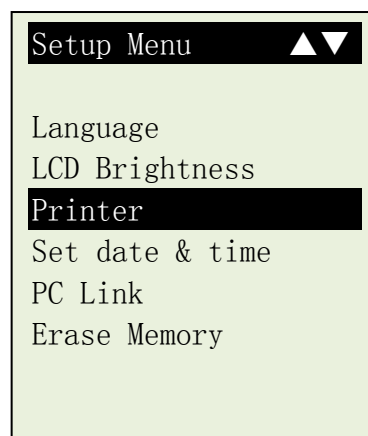 Setup Menu ▲▼
Language
LCD Brightness
Printer
Set date & time
PC Link
Erase Memory